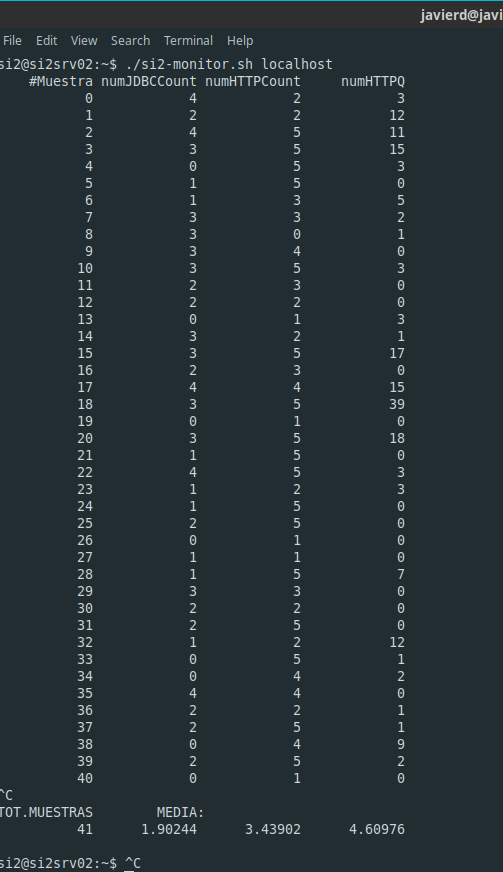 javierd@javi
File Edit View Search Terminal Help
si2@si2srv02:~$ ./si2-monitor.sh localhost
#Muestra numJDBCCount numHTTPCount numHTTPQ
0 4 2 3
1 2 2 12
2 4 5 11
3 3 5 15
4 0 5 3
5 1 5 0
6 1 3 5
7 3 3 2
8 3 0 1
9 3 4 0
10 3 5 3
11 2 3 0
12 2 2 0
13 0 1 3
14 3 2 1
15 3 5 17
16 2 3 0
17 4 4 15
18 3 5 39
19 0 1 0
20 3 5 18
21 1 5 0
22 4 5 3
23 1 2 3
24 1 5 0
25 2 5 0
26 0 1 0
27 1 1 0
28 1 5 7
29 3 3 0
30 2 2 0
31 2 5 0
32 1 2 12
33 0 5 1
34 0 4 2
35 4 4 0
36 2 2 1
37 2 5 1
38 0 4 9
39 2 5 2
40 0 1 0
^C
TOT.MUESTRAS MEDIA:
41 1.90244 3.43902 4.60976
si2@si2srv02:~$ ^C